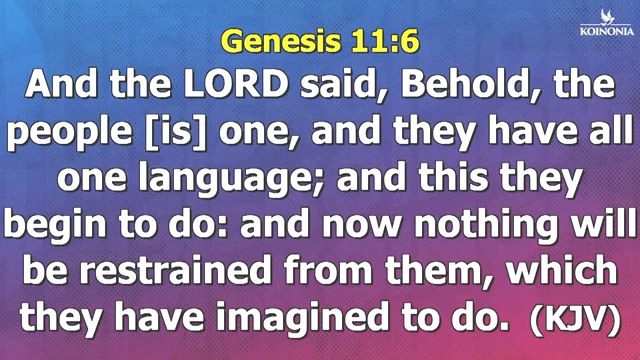 KOINONIA
Genesis 11:6
And the LORD said, Behold, the
people [is] one, and they have all
one language; and this they
begin to do: and now nothing will
be restrained from them, which
they have imagined to do. (KJV)